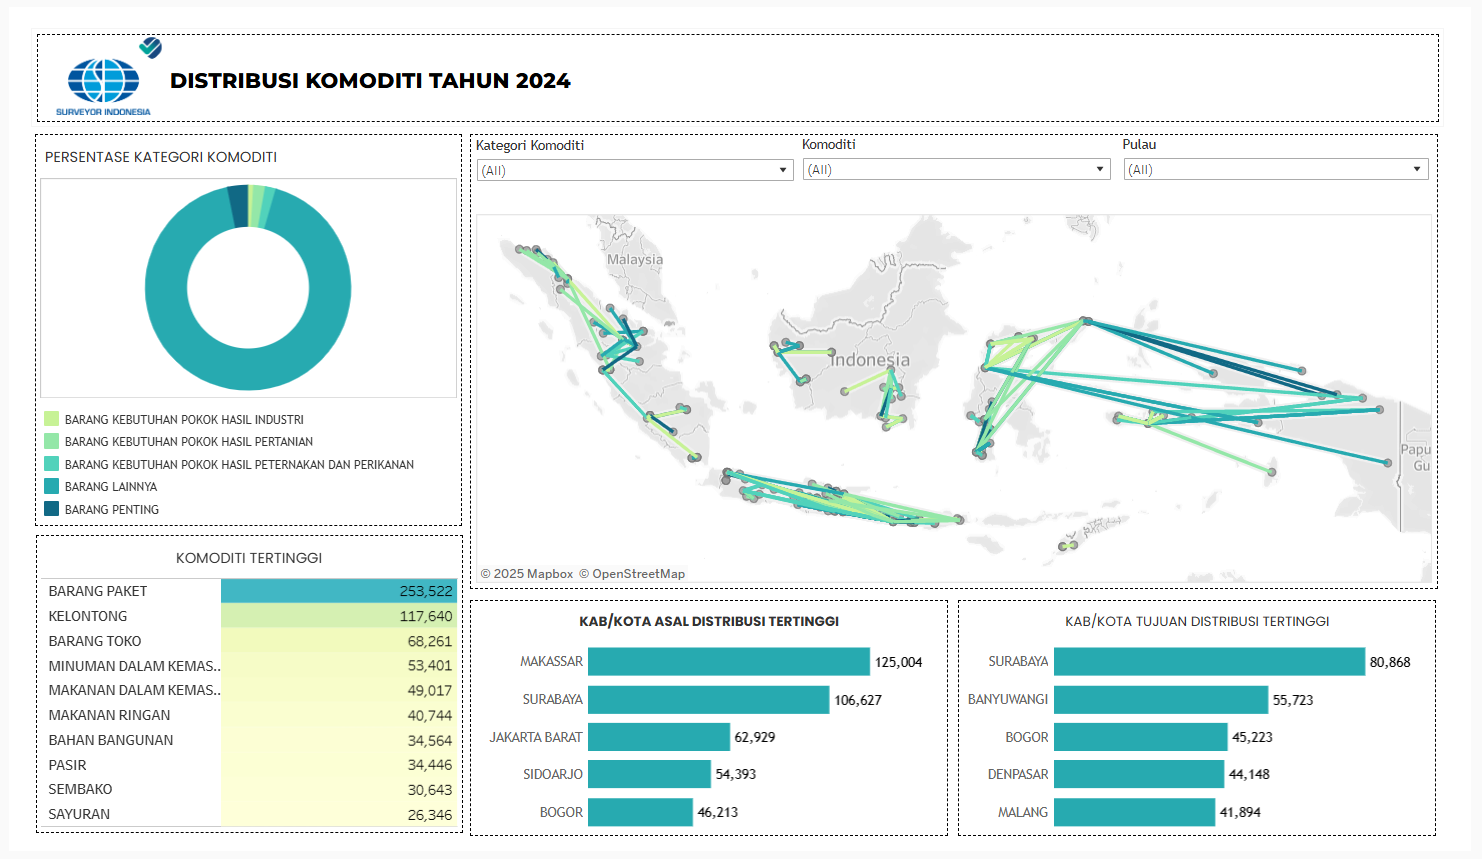 SURVEYOR INDONESIA
DISTRIBUSI KOMODITI TAHUN 2024
PERSENTASE KATEGORI KOMODITI
BARANG KEBUTUHAN POKOK HASIL INDUSTRI
BARANG KEBUTUHAN POKOK HASIL PERTANIAN
BARANG KEBUTUHAN POKOK HASIL PETERNAKAN DAN PERIKANAN
BARANG LAINNYA
BARANG PENTING
KOMODITI TERTINGGI
BARANG PAKET 253,522
KELONTONG 117,640
BARANG TOKO 68,261
MINUMAN DALAM KEMAS.. 53,401
MAKANAN DALAM KEMAS.. 49,017
MAKANAN RINGAN 40,744
BAHAN BANGUNAN 34,564
PASIR 34,446
SEMBAKO 30,643
SAYURAN 26,346
Kategori Komoditi
(All)
Komoditi
(All)
Pulau
(All)
Malaysia
Indonesia
Papu
Gu
© 2025 Mapbox © OpenStreetMap
KAB/KOTA ASAL DISTRIBUSI TERTINGGI
MAKASSAR 125,004
SURABAYA 106,627
JAKARTA BARAT 62,929
SIDOARJO 54,393
BOGOR 46,213
KAB/KOTA TUJUAN DISTRIBUSI TERTINGGI
SURABAYA 80,868
BANYUWANGI 55,723
BOGOR 45,223
DENPASAR 44,148
MALANG 41,894